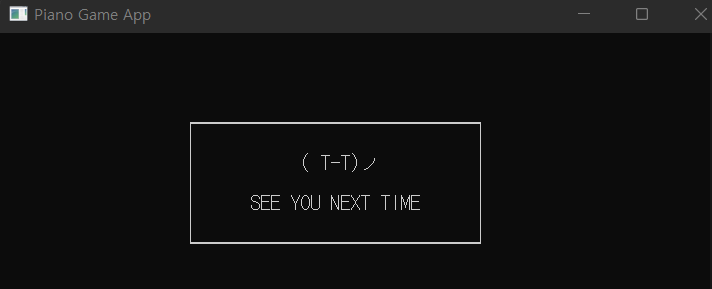 Piano Game App
( T-T)ノ
SEE YOU NEXT TIME